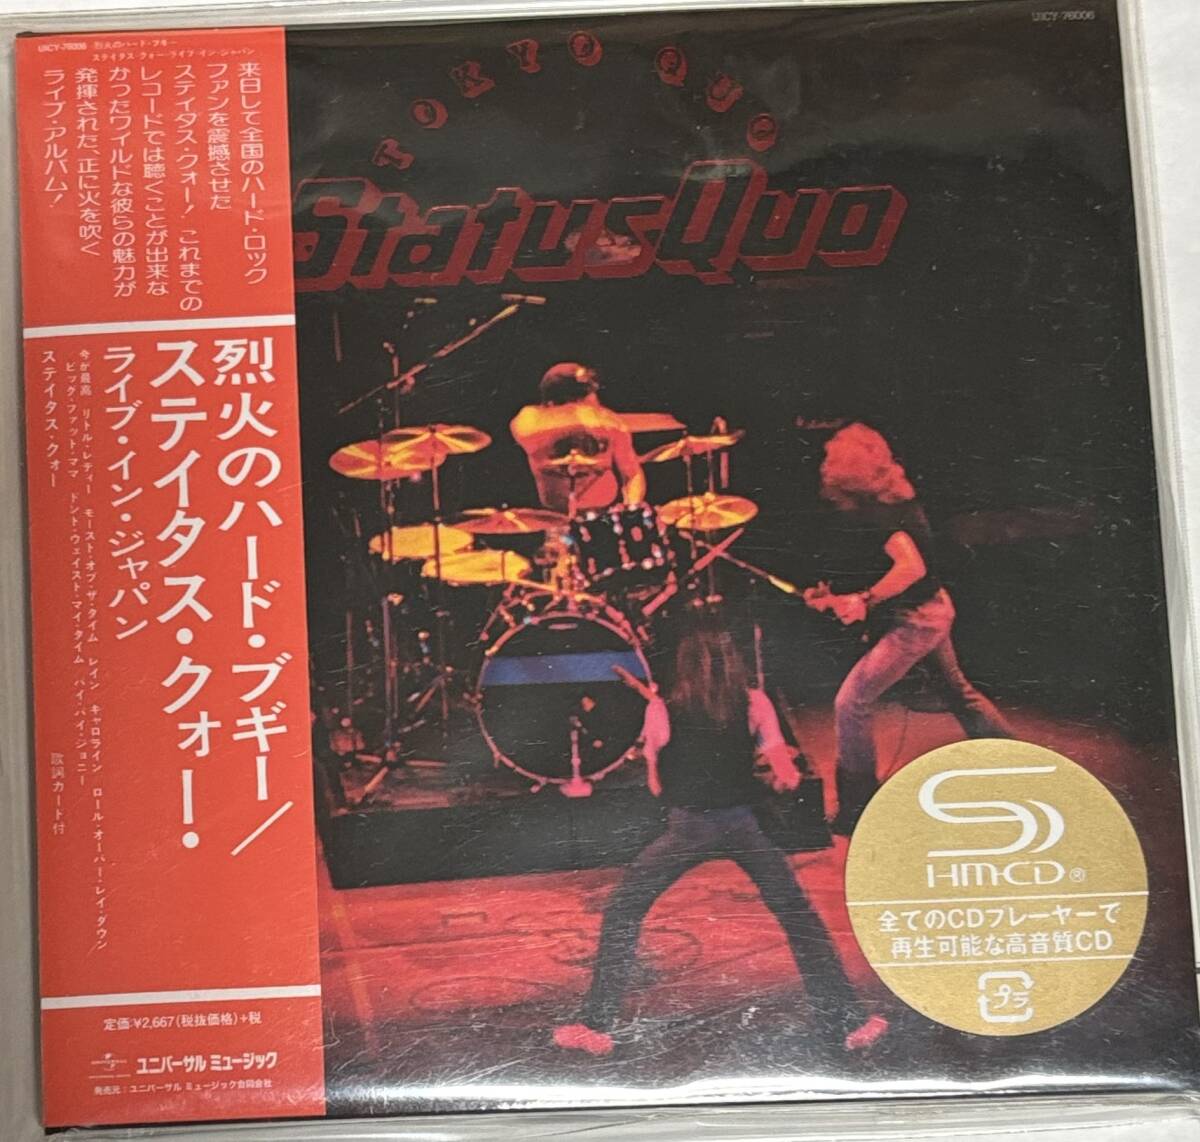 UICY-76006 烈火のハード・ブギー
ステイタス・クォー・ライブ・イン・ジャパン
来日して全国のハード・ロック
ファンを震撼させた
ステイタス・クォー！これまでの
レコードでは聴くことが出来な
かったワイルドな彼らの魅力が
発揮された、正に火を吹く
ライブ・アルバム！
烈火のハード・ブギー／
ステイタス・クォー・
ライブ・イン・ジャパン
今が最高 リトル・レディー モースト・オブ・ザ・タイム レイン キャロライン ロール・オーバー・レイ・ダウン／
ビッグ・ファット・ママ ドント・ウェイスト・マイ・タイム バイ・バイ・ジョニー
ステイタス・クォー
歌詞カード付
定価:¥2,667(税抜価格)+税
UNIVERSAL
ユニバーサル ミュージック
発売元：ユニバーサル ミュージック合同会社
UICY-76006
TOKYO QUO
Status Quo
S
HM-CD®
全てのCDプレーヤーで
再生可能な高音質CD
プラ